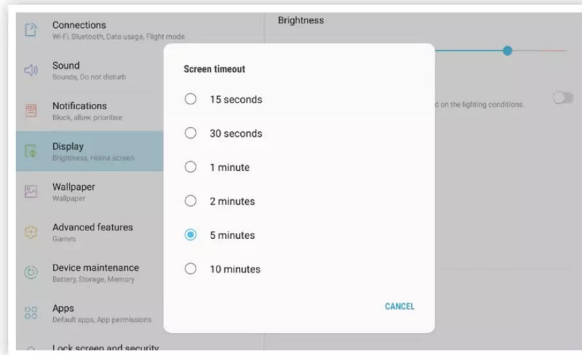 Connections
Wi-Fi, Bluetooth, Data usage, Flight mode
Sound
Sounds, Do not disturb
Notifications
Block, allow, prioritise
Display
Brightness, Home screen
Wallpaper
Wallpaper
Advanced features
Games
Device maintenance
Battery, Storage, Memory
Apps
Default apps, App permissions
Lock screen and security
Brightness
d on the lighting conditions.
Screen timeout
15 seconds
30 seconds
1 minute
2 minutes
5 minutes
10 minutes
CANCEL